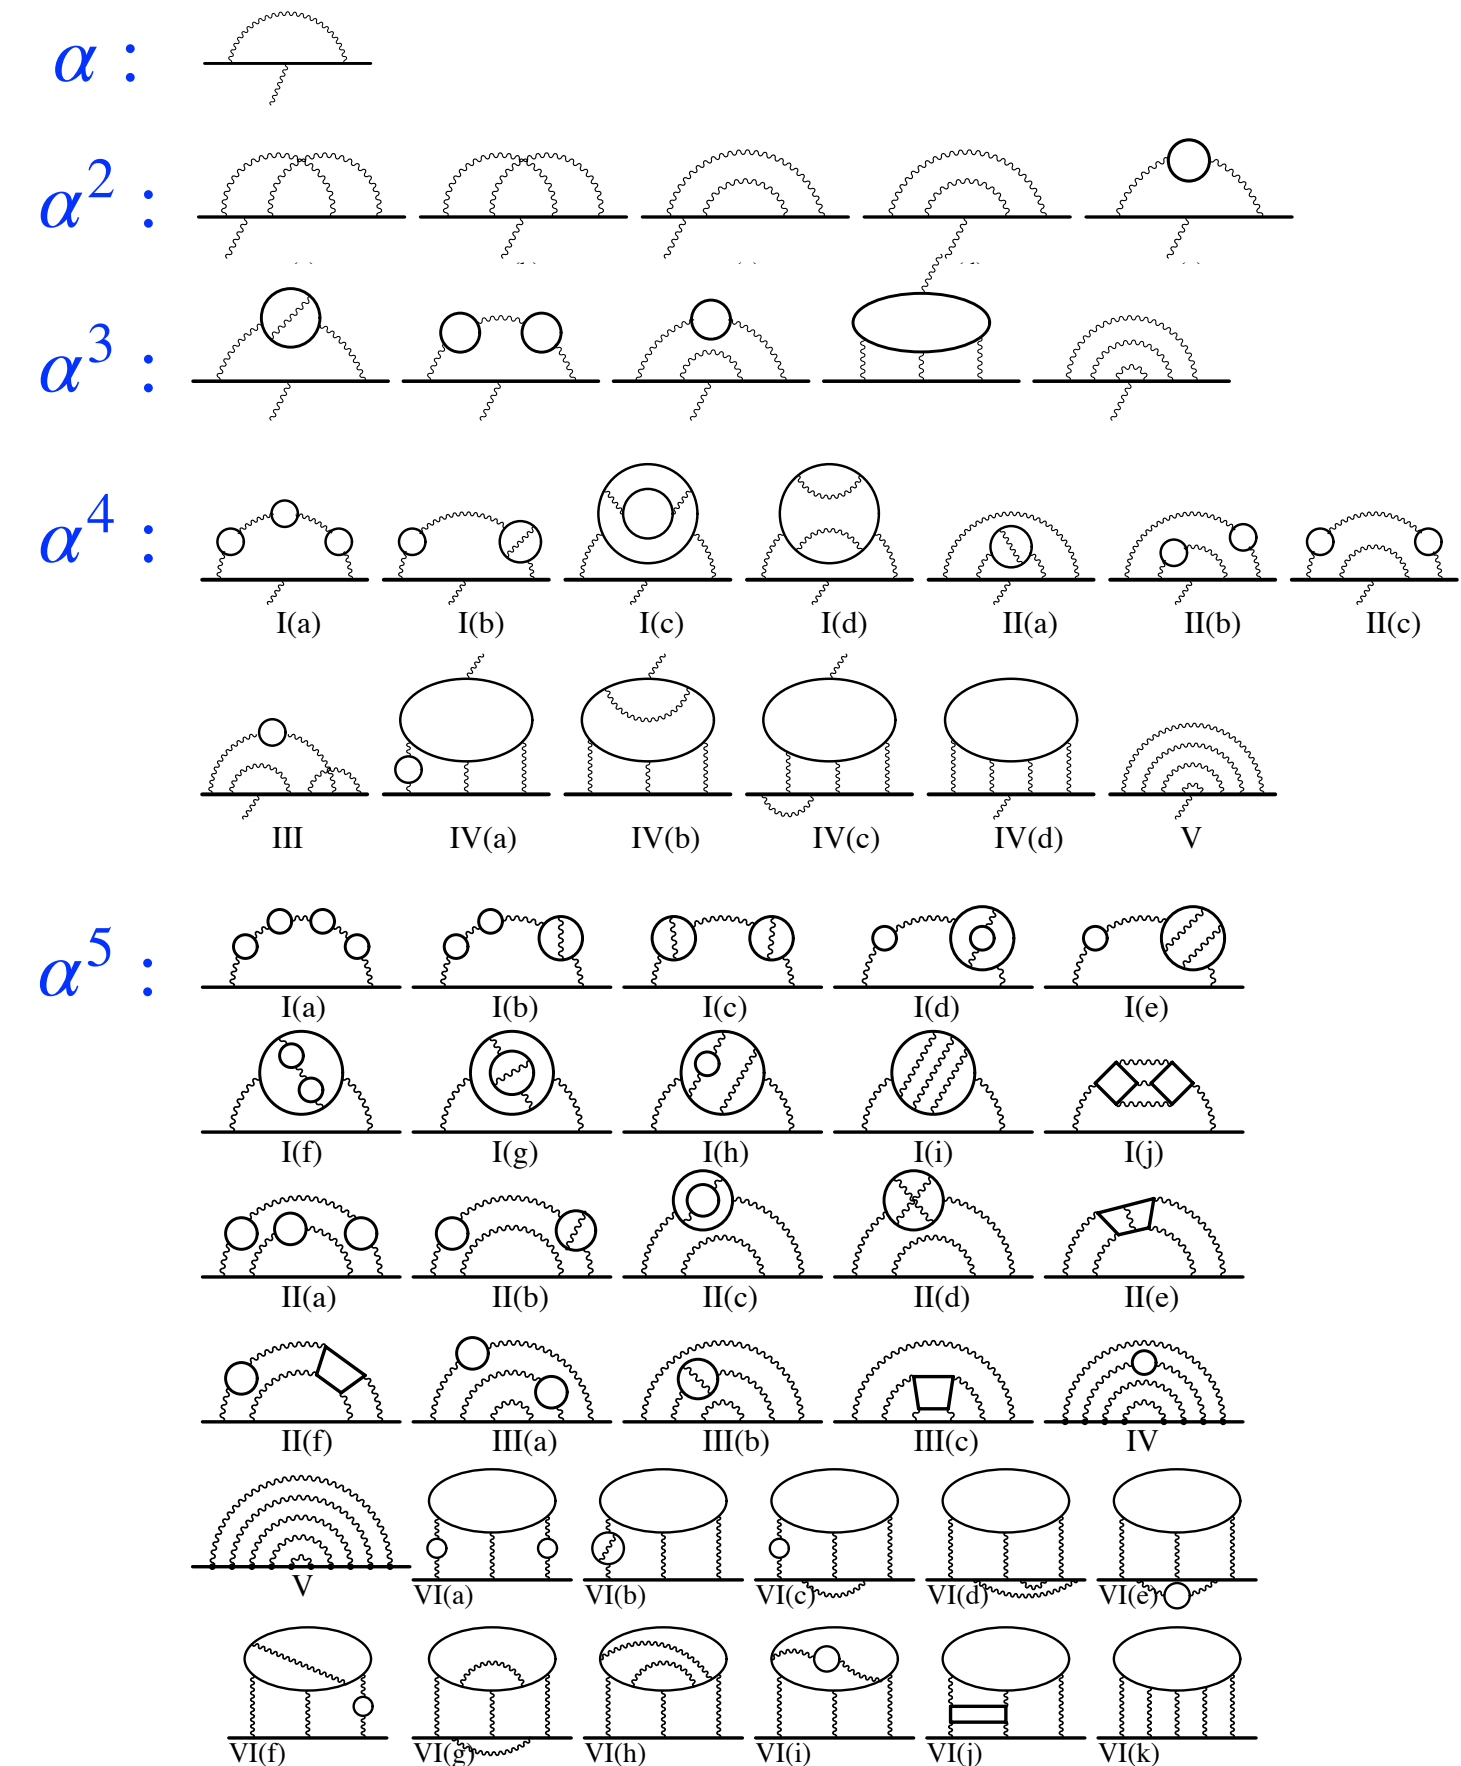 α :
α² :
α³ :
α⁴ :
I(a) I(b) I(c) I(d) II(a) II(b) II(c)
III IV(a) IV(b) IV(c) IV(d) V
α⁵ :
I(a) I(b) I(c) I(d) I(e)
I(f) I(g) I(h) I(i) I(j)
II(a) II(b) II(c) II(d) II(e)
II(f) III(a) III(b) III(c) IV
V VI(a) VI(b) VI(c) VI(d) VI(e)
VI(f) VI(g) VI(h) VI(i) VI(j) VI(k)